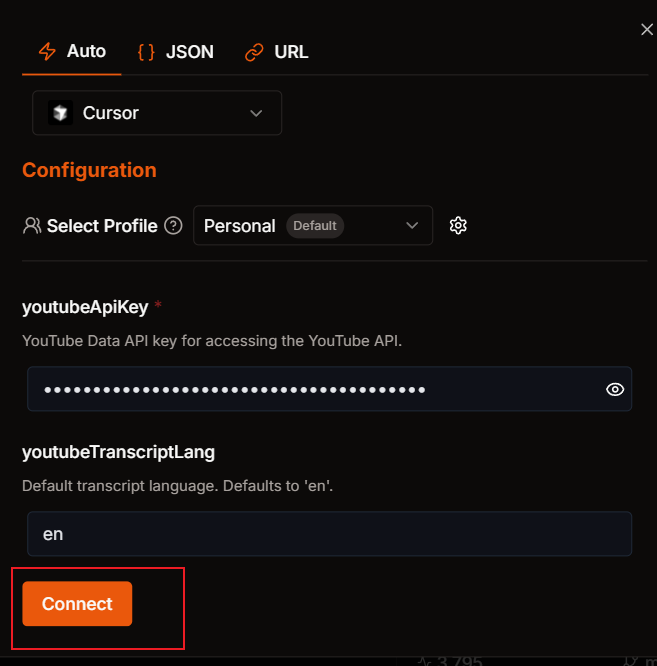 Auto {} JSON URL
Cursor
Configuration
Select Profile ? Personal Default
youtubeApiKey *
YouTube Data API key for accessing the YouTube API.
•••••••••••••••••••••••••••••••••••••••
youtubeTranscriptLang
Default transcript language. Defaults to 'en'.
en
Connect
3,795